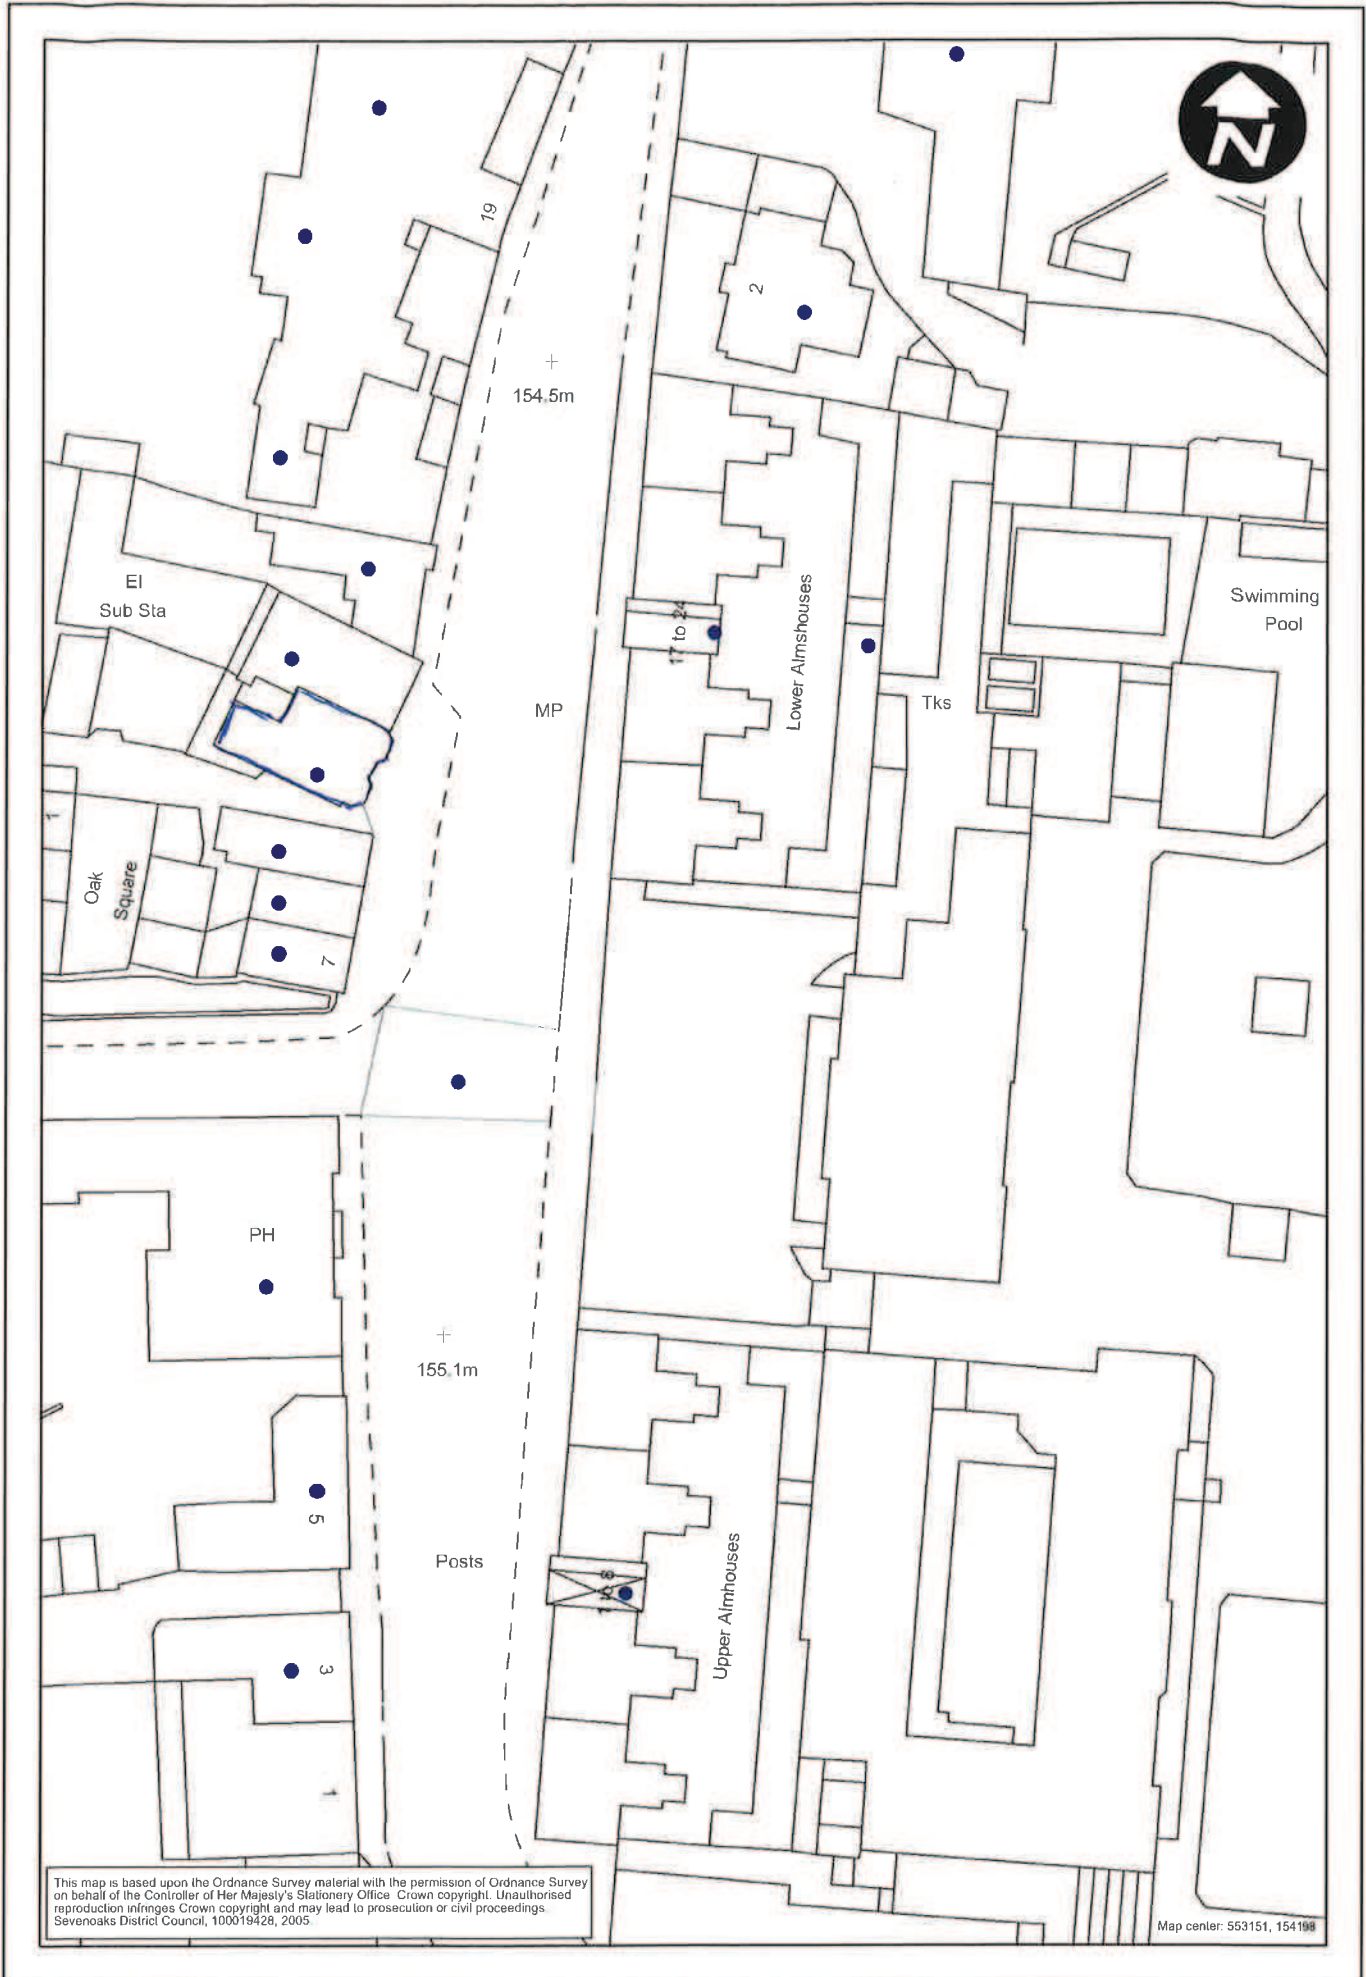 N
19
2
154.5m
El
Sub Sta
17 to 24
Lower Almshouses
Swimming
Pool
Tks
MP
1
Oak
Square
7
PH
155.1m
5
Posts
1 to 8
Upper Almhouses
3
1
This map is based upon the Ordnance Survey material with the permission of Ordnance Survey
on behalf of the Controller of Her Majesty's Stationery Office Crown copyright. Unauthorised
reproduction infringes Crown copyright and may lead to prosecution or civil proceedings
Sevenoaks District Council, 100019428, 2005
Map center: 553151, 154198